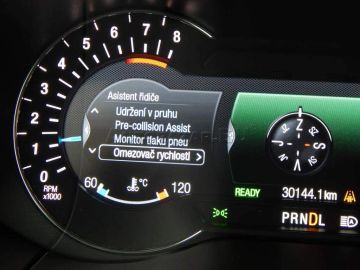 8
7
6
5
4
3
2
1
0
RPM
x1000
Asistent řidiče
Udržení v pruhu
Pre-collision Assist
Monitor tlaku pneu
Omezovač rychlosti
60 °C 120
Z
S
READY 30144.1km
PRNDL
A